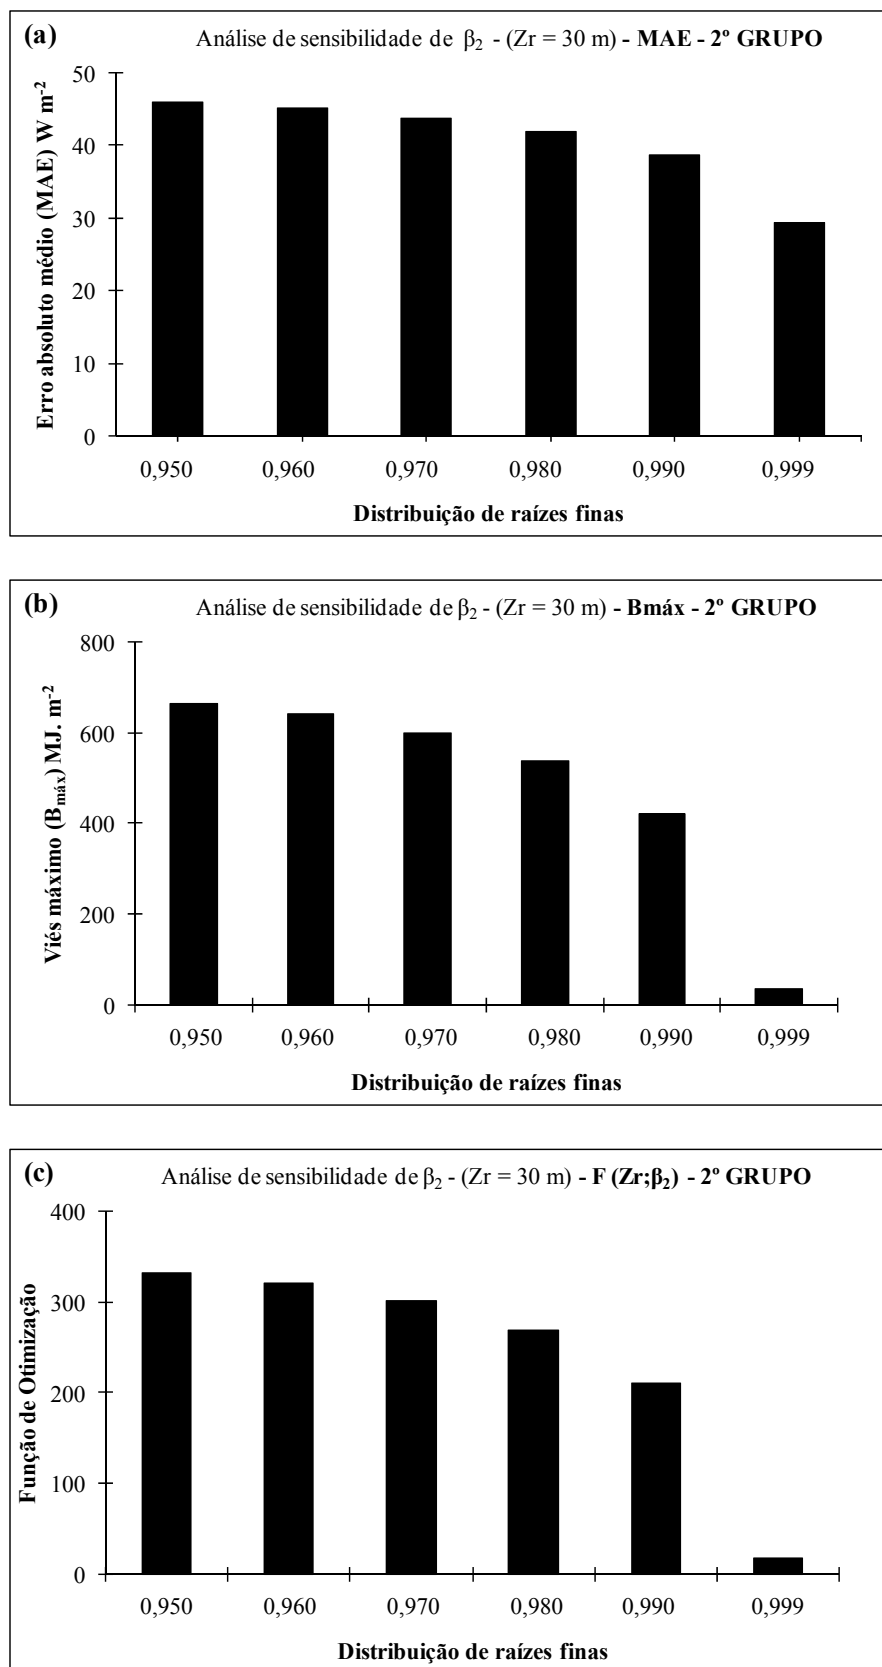 (a) Análise de sensibilidade de β₂ - (Zr = 30 m) - MAE - 2º GRUPO
Erro absoluto médio (MAE) W m⁻²
50
40
30
20
10
0
0,950 0,960 0,970 0,980 0,990 0,999
Distribuição de raízes finas
(b) Análise de sensibilidade de β₂ - (Zr = 30 m) - Bmáx - 2º GRUPO
Viés máximo (Bmáx) MJ. m⁻²
800
600
400
200
0
0,950 0,960 0,970 0,980 0,990 0,999
Distribuição de raízes finas
(c) Análise de sensibilidade de β₂ - (Zr = 30 m) - F (Zr;β₂) - 2º GRUPO
Função de Otimização
400
300
200
100
0
0,950 0,960 0,970 0,980 0,990 0,999
Distribuição de raízes finas